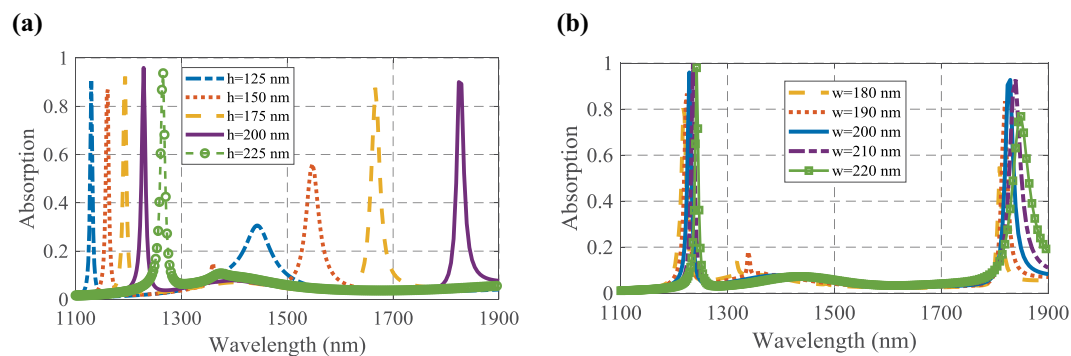 (a)
Absorption
1
0.8
0.6
0.4
0.2
0
h=125 nm
h=150 nm
h=175 nm
h=200 nm
h=225 nm
1100 1300 1500 1700 1900
Wavelength (nm)
(b)
Absorption
1
0.8
0.6
0.4
0.2
0
w=180 nm
w=190 nm
w=200 nm
w=210 nm
w=220 nm
1100 1300 1500 1700 1900
Wavelength (nm)